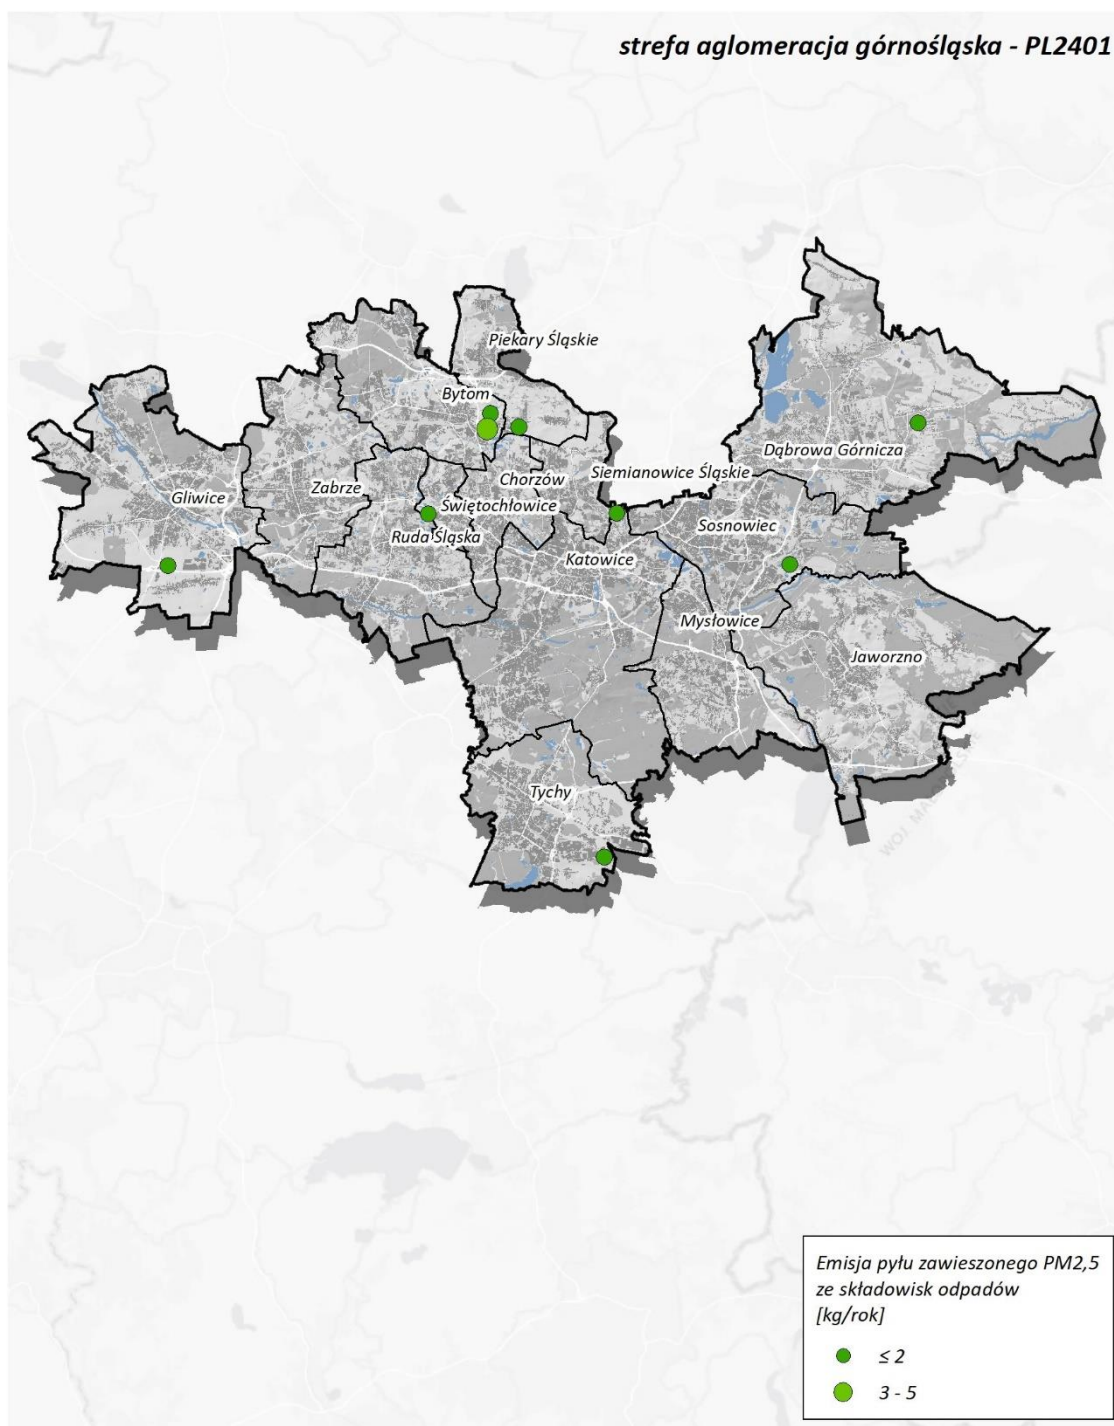 strefa aglomeracja górnośląska - PL2401
Piekary Śląskie
Bytom
Dąbrowa Górnicza
Siemianowice Śląskie
Chorzów
Zabrze
Gliwice
Świętochłowice
Sosnowiec
Ruda Śląska
Katowice
Mysłowice
Jaworzno
Tychy
Emisja pyłu zawieszonego PM2,5
ze składowisk odpadów
[kg/rok]
≤ 2
3 - 5